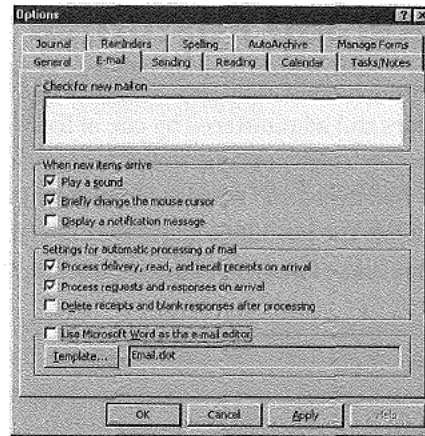 Options
Journal Reminders Spelling AutoArchive Manage Forms
General E-mail Sending Reading Calendar Tasks/Notes
Check for new mail on
When new items arrive
Play a sound
Briefly change the mouse cursor
Display a notification message
Settings for automatic processing of mail
Process delivery, read, and recall receipts on arrival
Process requests and responses on arrival
Delete receipts and blank responses after processing
Use Microsoft Word as the e-mail editor
Template... Email.dot
OK Cancel Apply Help